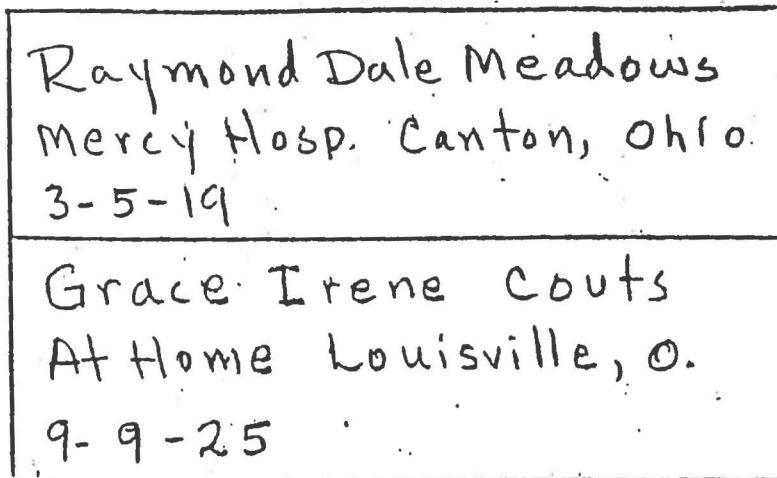 Raymond Dale Meadows
Mercy Hosp. Canton, Ohio.
3-5-19
Grace Irene Couts
At Home Louisville, O.
9-9-25